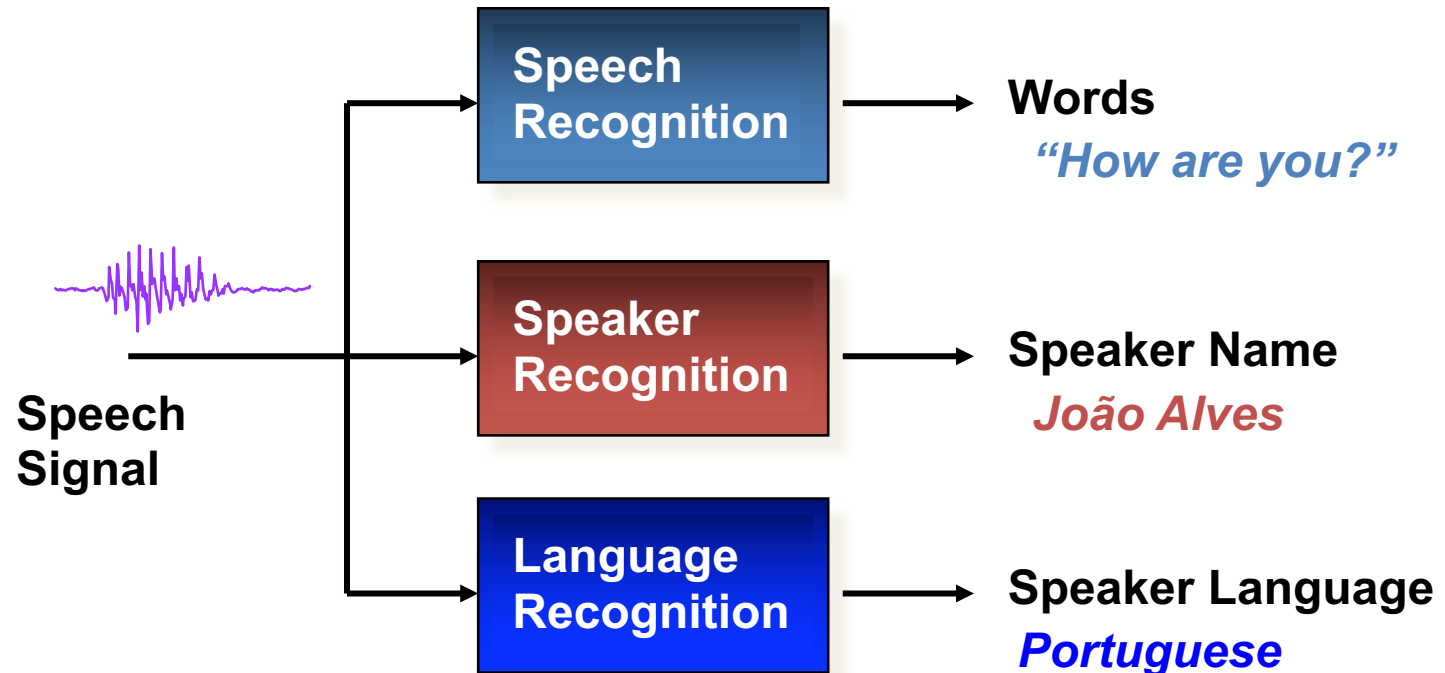 Speech
Recognition
Words
“How are you?”
Speech
Signal
Speaker
Recognition
Speaker Name
João Alves
Language
Recognition
Speaker Language
Portuguese